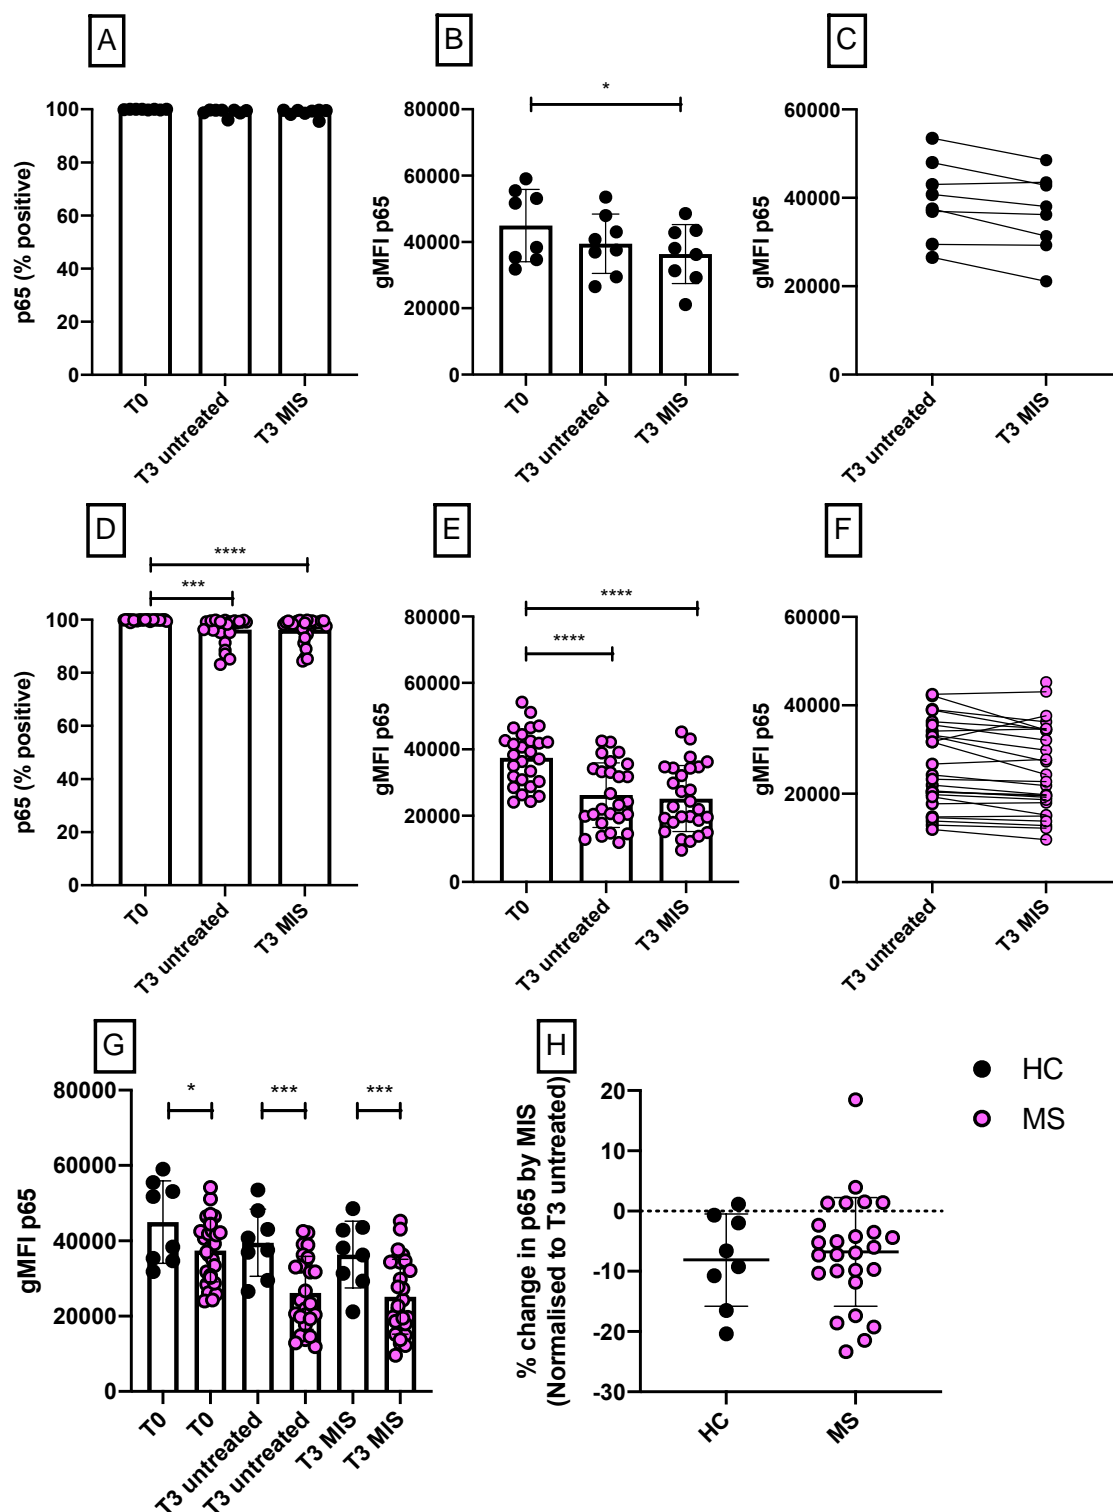 A
p65 (% positive)
100
80
60
40
20
0
T0
T3 untreated
T3 MIS
B
gMFI p65
80000
60000
40000
20000
0
*
T0
T3 untreated
T3 MIS
C
gMFI p65
60000
40000
20000
0
T3 untreated
T3 MIS
D
p65 (% positive)
100
80
60
40
20
0
****
***
T0
T3 untreated
T3 MIS
E
gMFI p65
80000
60000
40000
20000
0
****
****
T0
T3 untreated
T3 MIS
F
gMFI p65
60000
40000
20000
0
T3 untreated
T3 MIS
G
gMFI p65
80000
60000
40000
20000
0
*
***
***
T0
T0
T3 untreated
T3 untreated
T3 MIS
T3 MIS
H
% change in p65 by MIS
(Normalised to T3 untreated)
20
10
0
-10
-20
-30
HC
MS
HC
MS